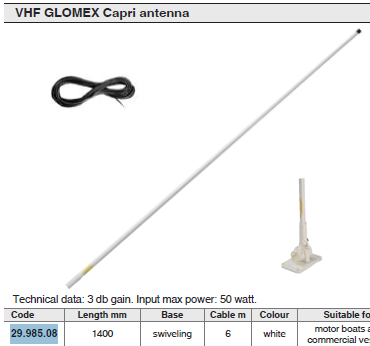 VHF GLOMEX Capri antenna
Technical data: 3 db gain. Input max power: 50 watt.
Code Length mm Base Cable m Colour Suitable fo
29.985.08 1400 swiveling 6 white motor boats a
commercial ve